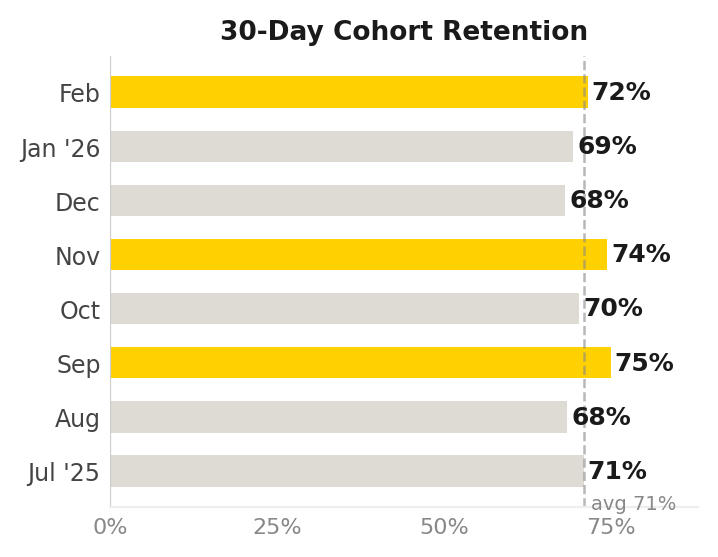 30-Day Cohort Retention
Feb 72%
Jan '26 69%
Dec 68%
Nov 74%
Oct 70%
Sep 75%
Aug 68%
Jul '25 71%
avg 71%
0% 25% 50% 75%